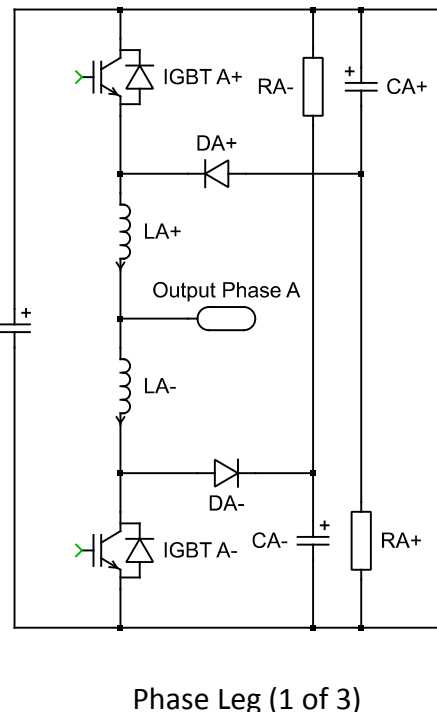 IGBT A+
RA-
CA+
DA+
LA+
Output Phase A
LA-
DA-
IGBT A-
CA-
RA+
Phase Leg (1 of 3)